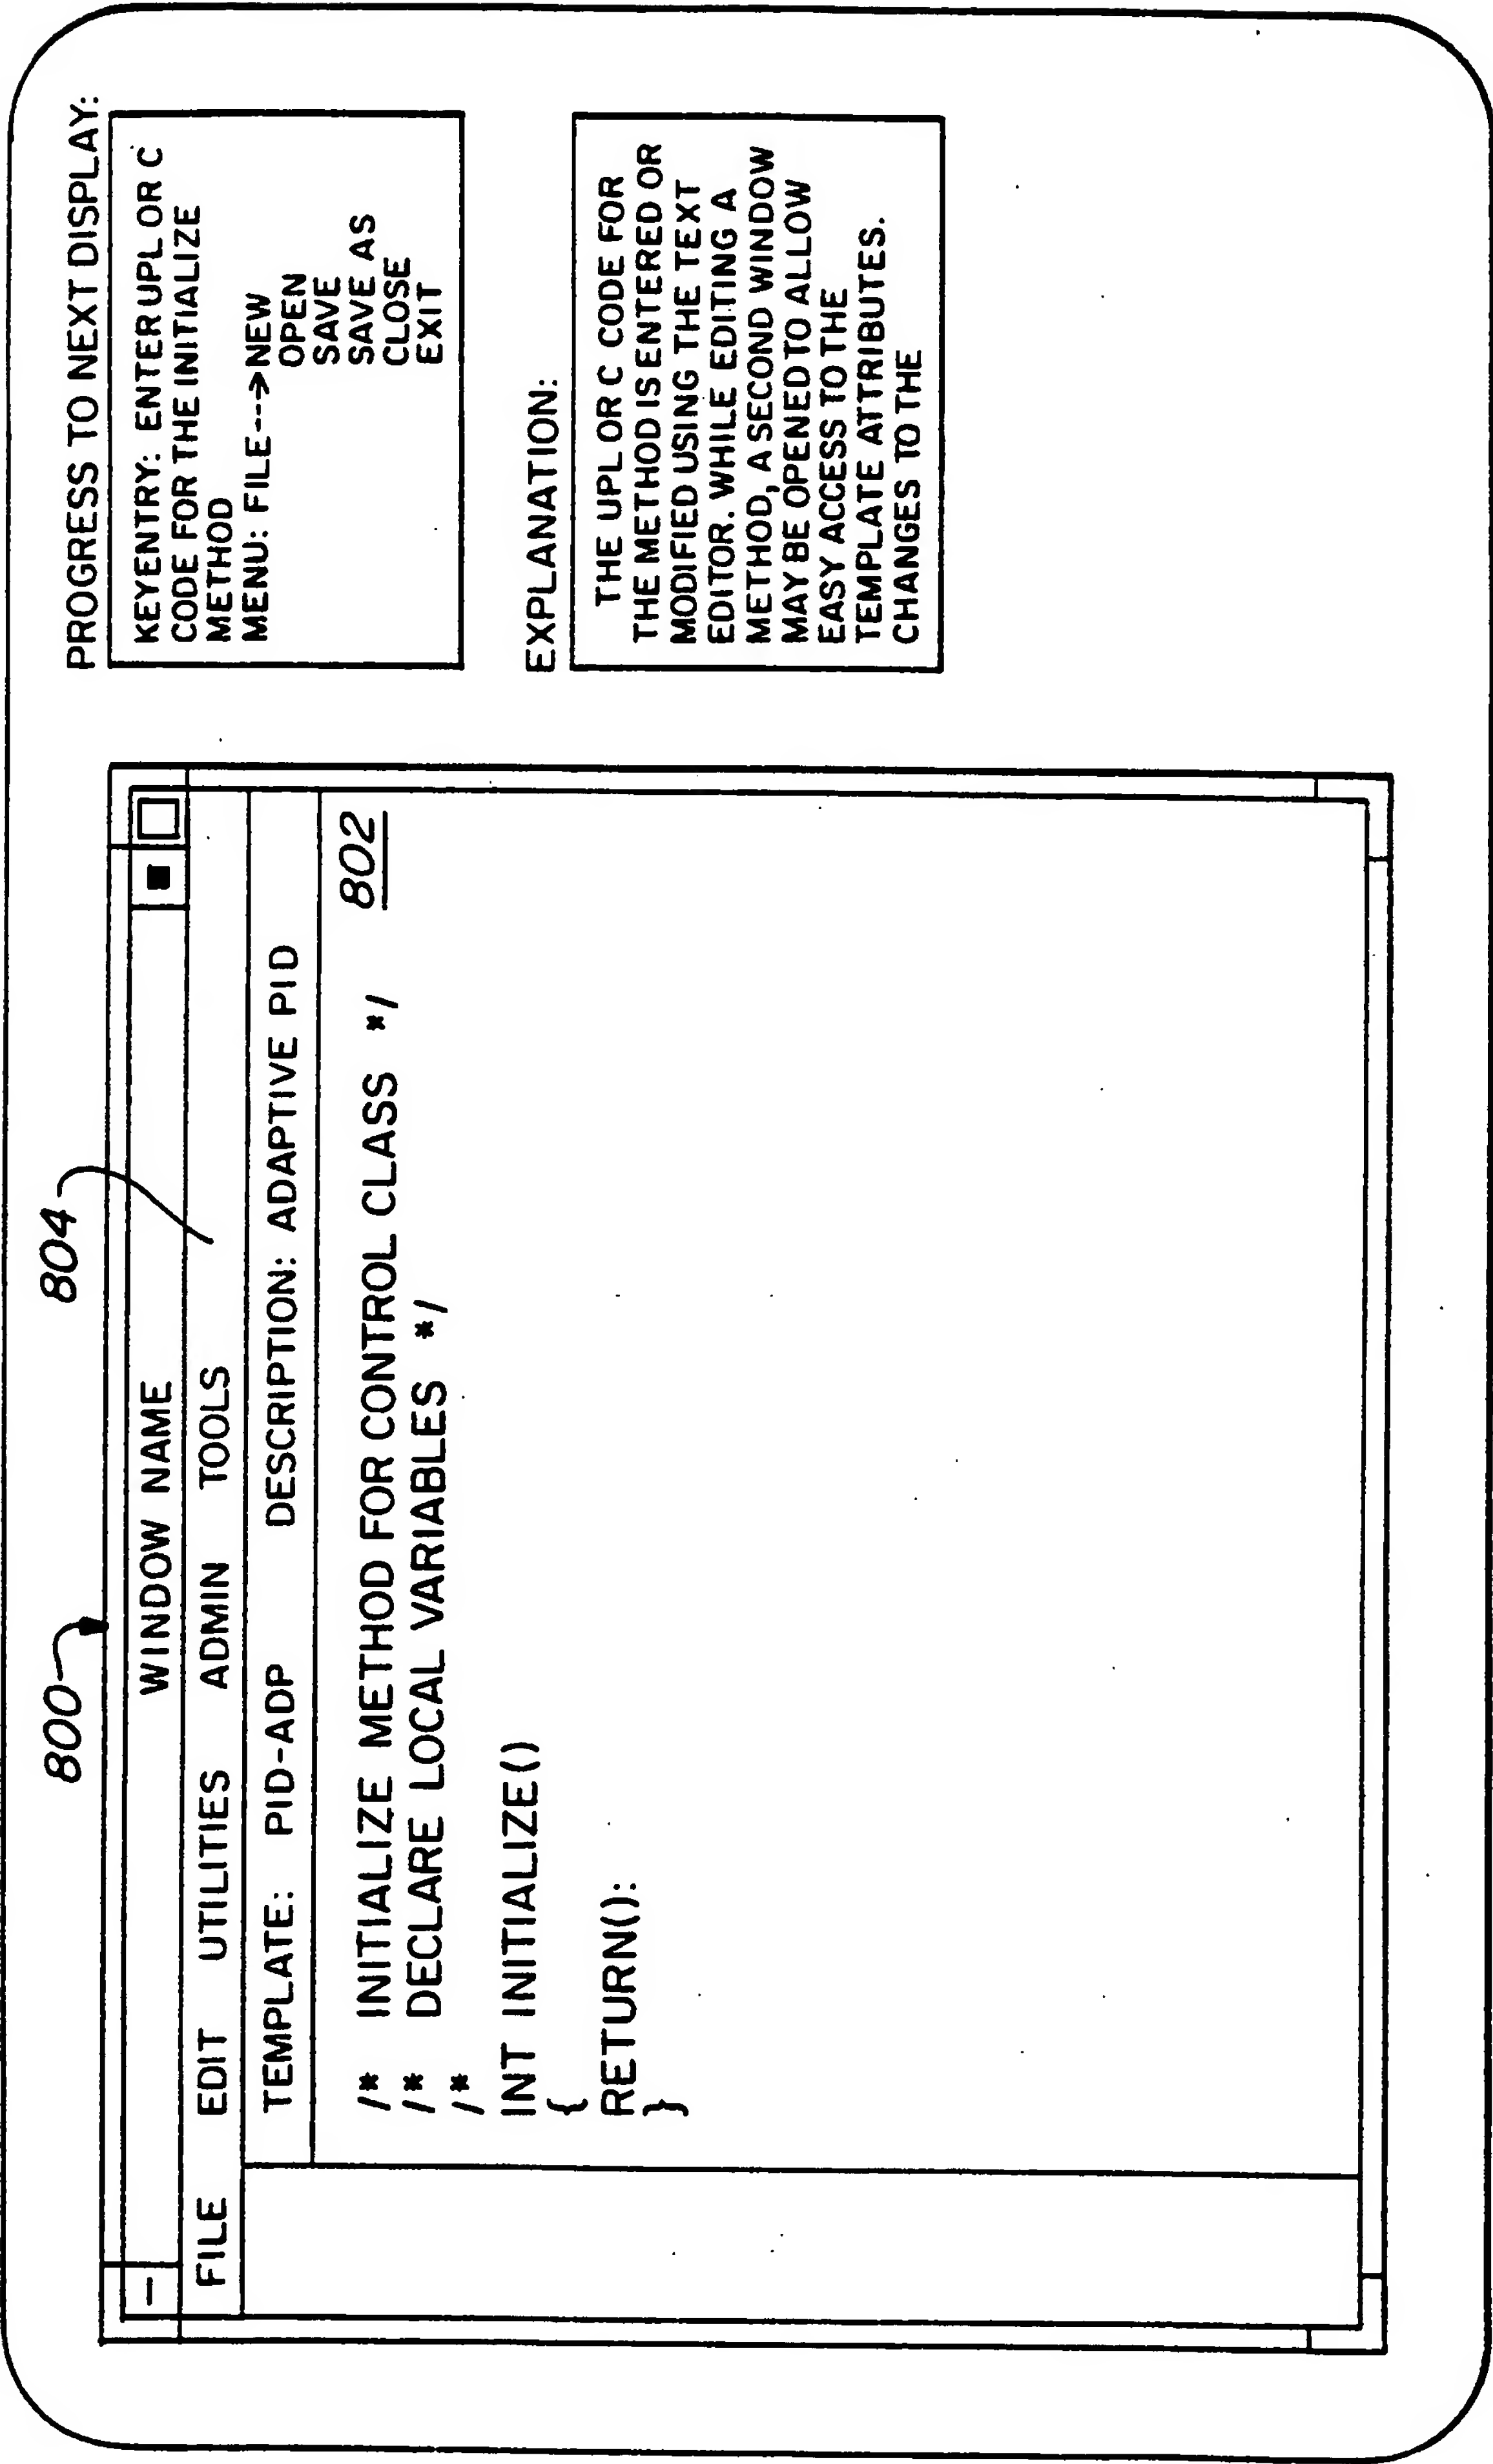 800
804
WINDOW NAME
FILE EDIT UTILITIES ADMIN TOOLS
TEMPLATE: PID-ADP DESCRIPTION: ADAPTIVE PID
802
/* INITIALIZE METHOD FOR CONTROL CLASS */
/* DECLARE LOCAL VARIABLES */
/*
INT INITIALIZE()
{
RETURN():
}
PROGRESS TO NEXT DISPLAY:
KEYENTRY: ENTER UPL OR C
CODE FOR THE INITIALIZE
METHOD
MENU: FILE--->NEW
OPEN
SAVE
SAVE AS
CLOSE
EXIT
EXPLANATION:
THE UPL OR C CODE FOR
THE METHOD IS ENTERED OR
MODIFIED USING THE TEXT
EDITOR. WHILE EDITING A
METHOD, A SECOND WINDOW
MAY BE OPENED TO ALLOW
EASY ACCESS TO THE
TEMPLATE ATTRIBUTES.
CHANGES TO THE